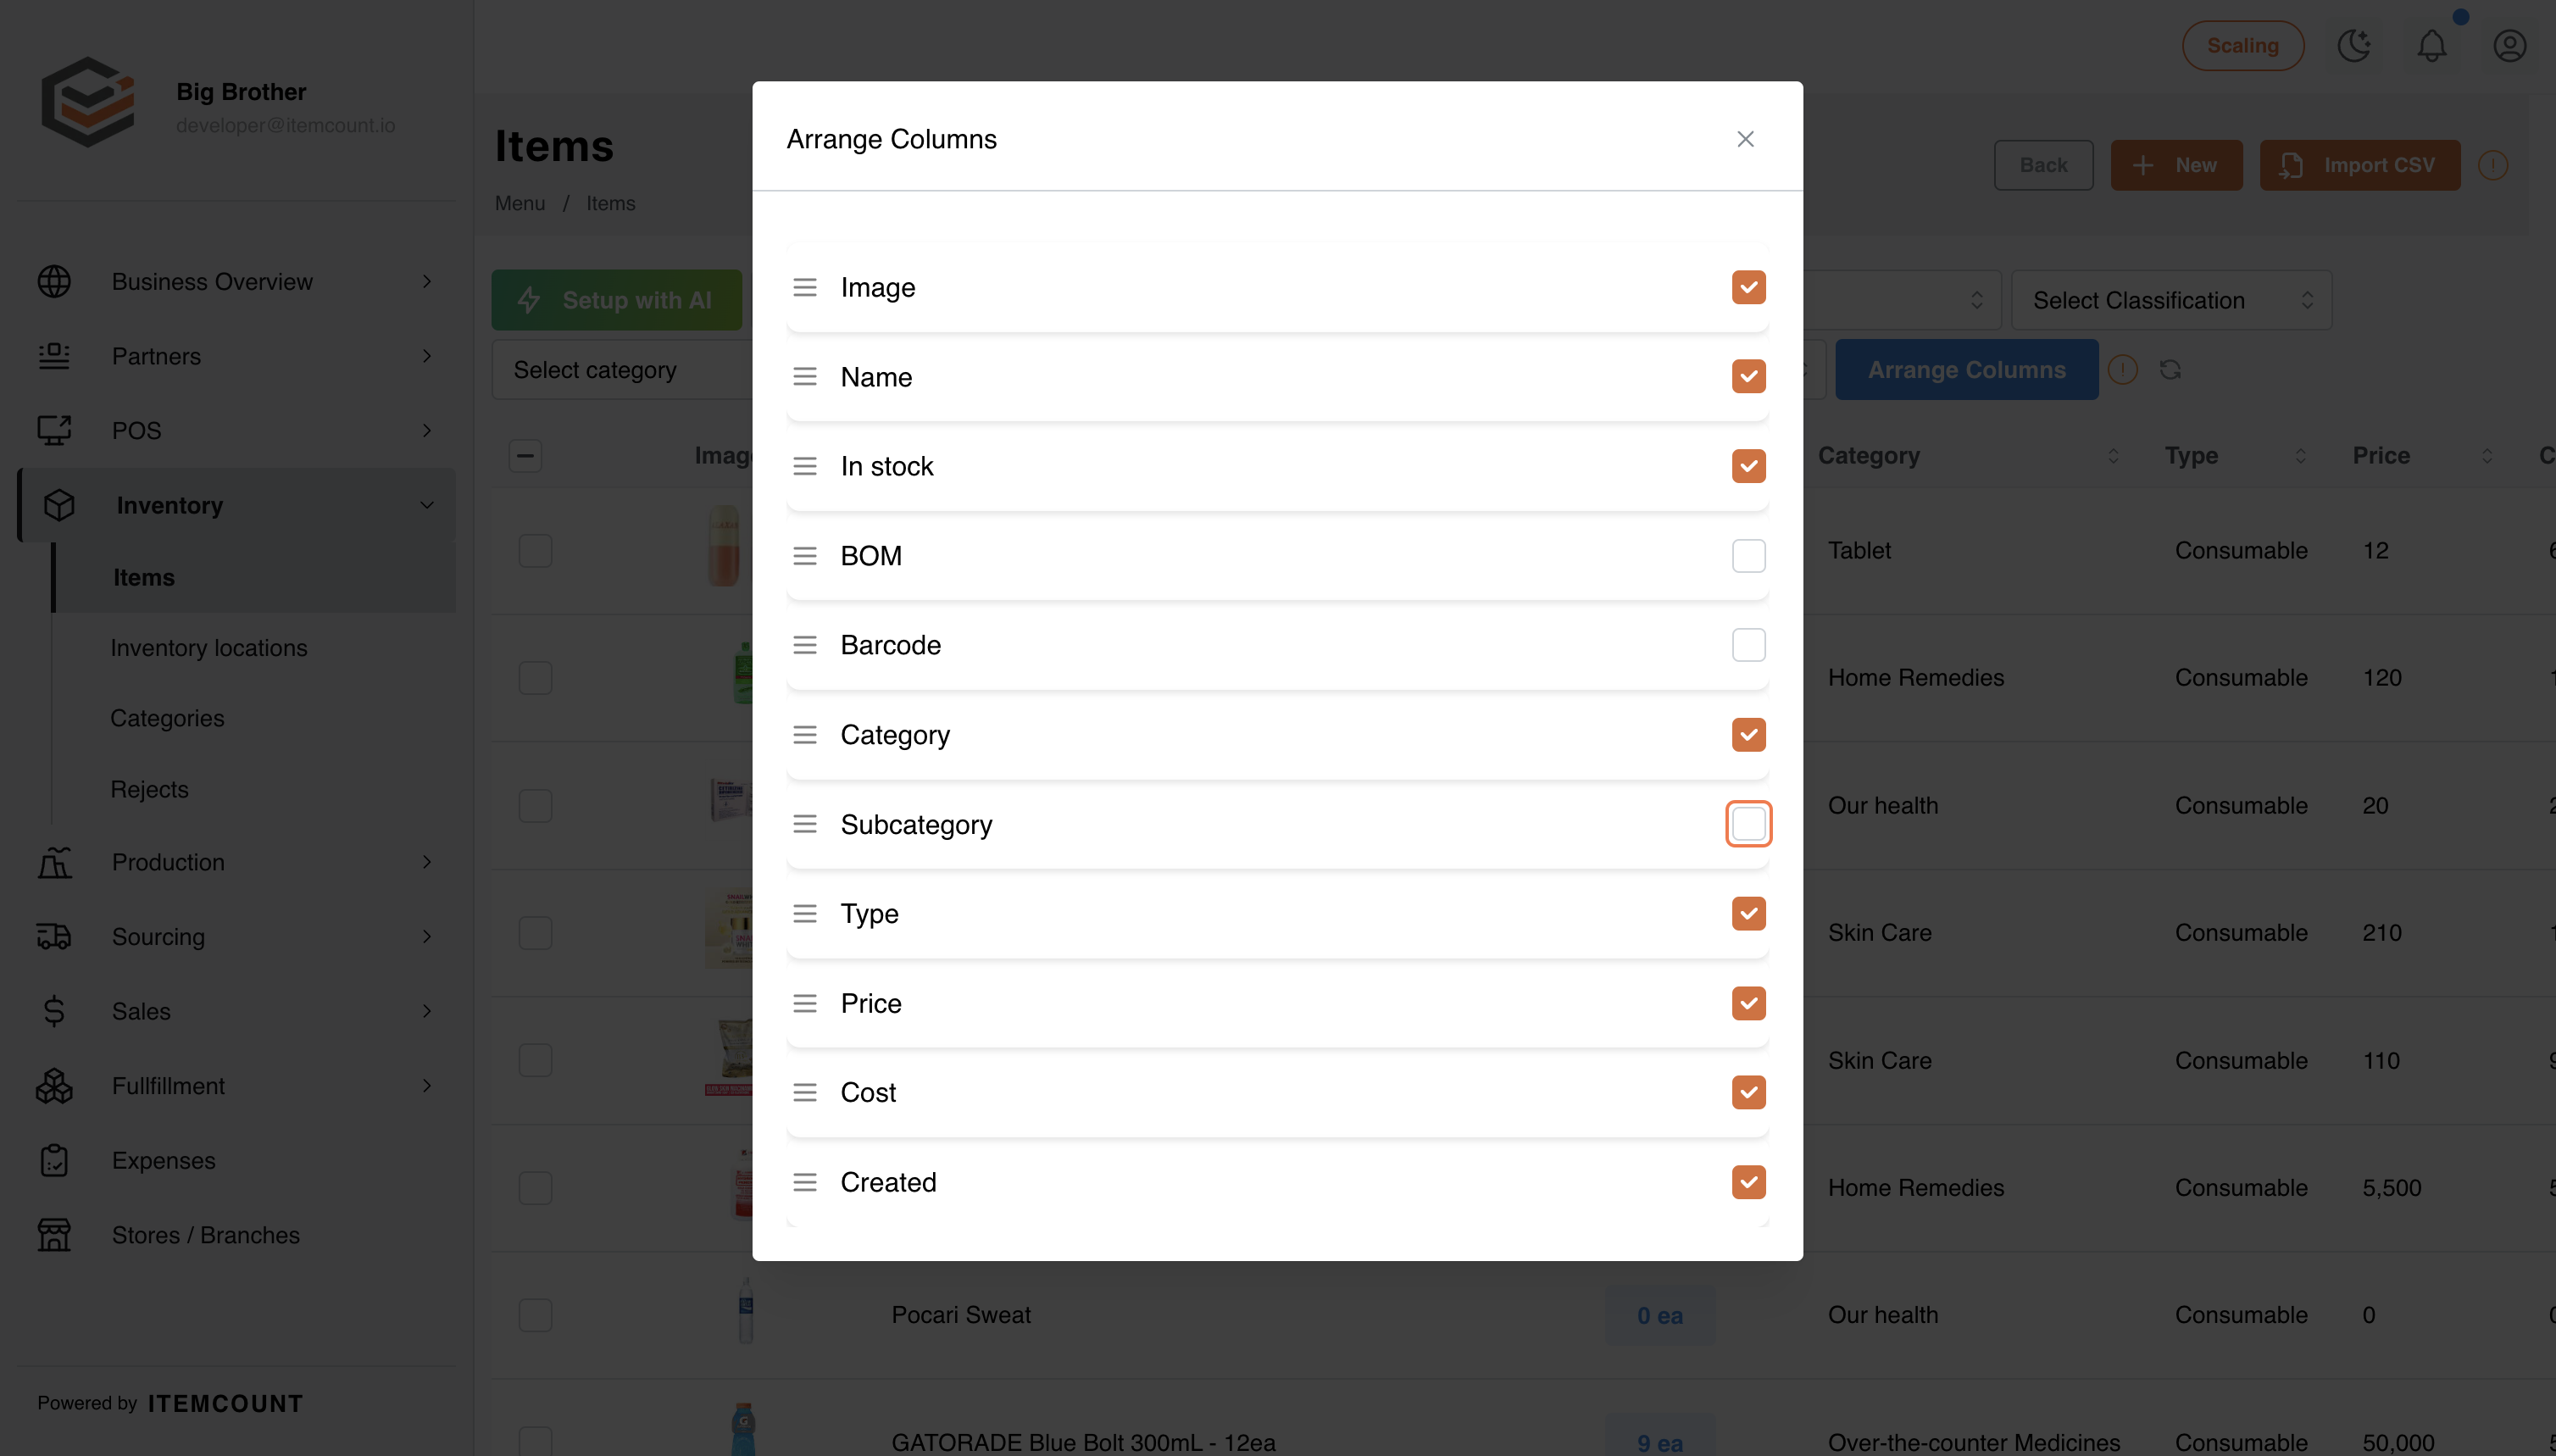 Big Brother
developer@itemcount.io
Business Overview
Partners
POS
Inventory
Items
Inventory locations
Categories
Rejects
Production
Sourcing
Sales
Fullfillment
Expenses
Stores / Branches
Powered by ITEMCOUNT
Scaling
Items
Menu / Items
Back
New
Import CSV
Setup with AI
Select Classification
Select category
Arrange Columns
Category Type Price
Tablet Consumable 12
Home Remedies Consumable 120
Our health Consumable 20
Skin Care Consumable 210
Skin Care Consumable 110
Home Remedies Consumable 5,500
Pocari Sweat 0 ea Our health Consumable 0
GATORADE Blue Bolt 300mL - 12ea 9 ea Over-the-counter Medicines Consumable 50,000
Arrange Columns
Image
Name
In stock
BOM
Barcode
Category
Subcategory
Type
Price
Cost
Created